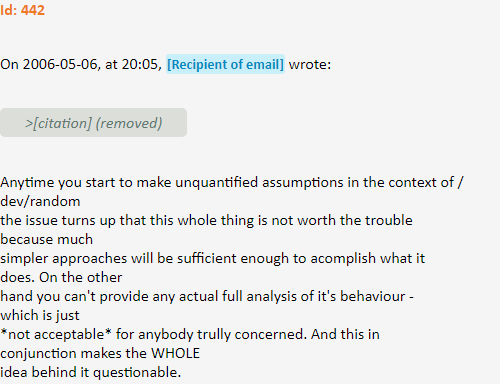 Id: 442
On 2006-05-06, at 20:05, [Recipient of email] wrote:
>[citation] (removed)
Anytime you start to make unquantified assumptions in the context of /
dev/random
the issue turns up that this whole thing is not worth the trouble
because much
simpler approaches will be sufficient enough to acomplish what it
does. On the other
hand you can't provide any actual full analysis of it's behaviour -
which is just
*not acceptable* for anybody trully concerned. And this in
conjunction makes the WHOLE
idea behind it questionable.